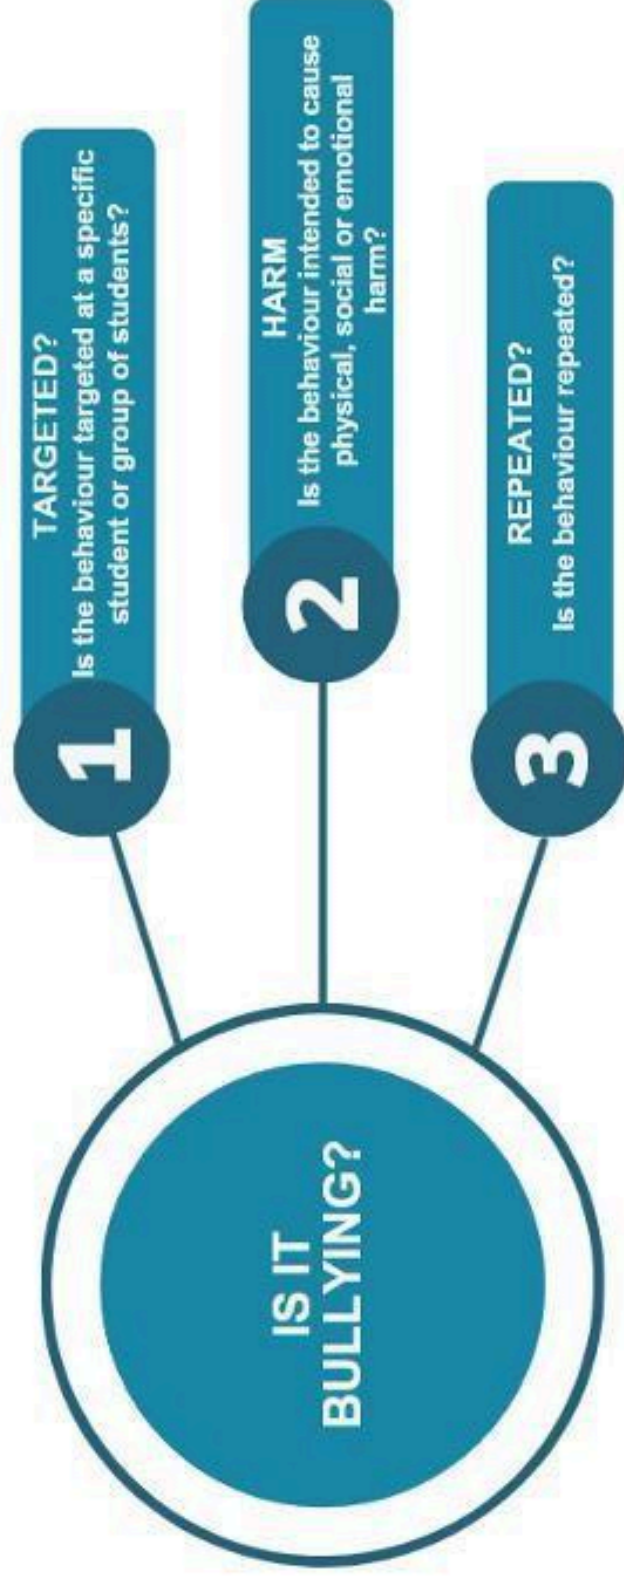 IS IT
BULLYING?
1
TARGETED?
Is the behaviour targeted at a specific
student or group of students?
2
HARM
Is the behaviour intended to cause
physical, social or emotional
harm?
3
REPEATED?
Is the behaviour repeated?